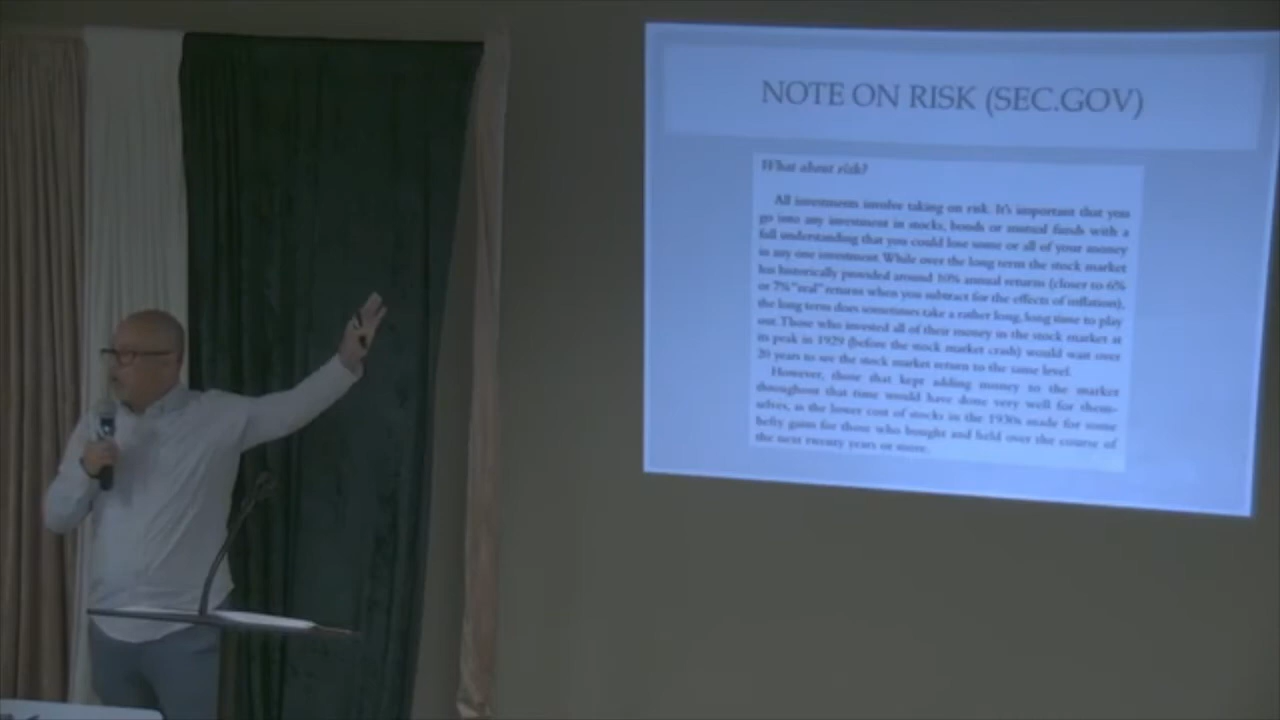 NOTE ON RISK (SEC.GOV)
What about risk?
All investments involve taking on risk. It's important that you
go into any investment in stocks, bonds or mutual funds with a
full understanding that you could lose some or all of your money
in any one investment. While over the long term the stock market
has historically provided around 10% annual returns (closer to 6%
or 7% "real" returns when you subtract for the effects of inflation),
the long term does sometimes take a rather long, long time to play
out. Those who invested all of their money in the stock market at
its peak in 1929 (before the stock market crash) would wait over
20 years to see the stock market return to the same level.
However, those that kept adding money to the market
throughout that time would have done very well for them-
selves, as the lower cost of stocks in the 1930s made for some
hefty gains for those who bought and held over the course of
the next twenty years or more.